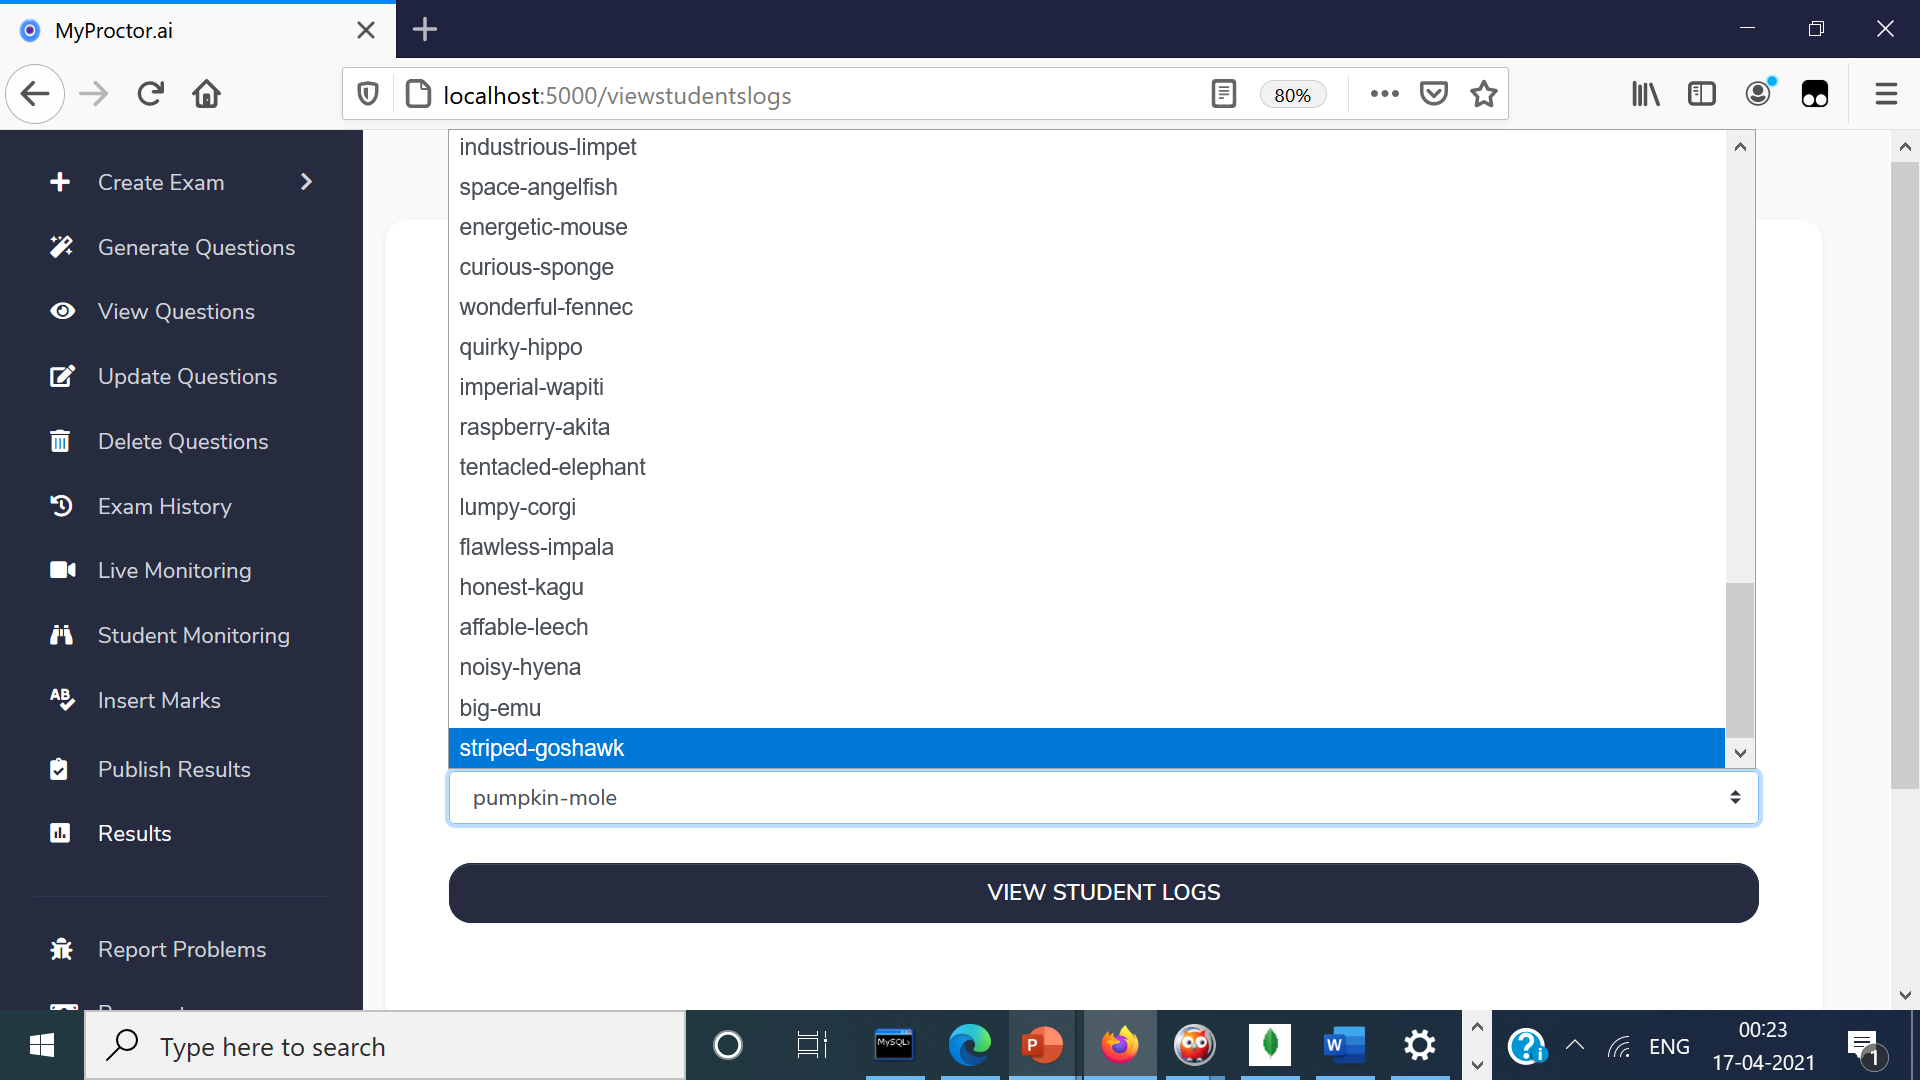 MyProctor.ai
localhost:5000/viewstudentslogs
80%
Create Exam
Generate Questions
View Questions
Update Questions
Delete Questions
Exam History
Live Monitoring
Student Monitoring
AB
Insert Marks
Publish Results
Results
Report Problems
industrious-limpet
space-angelfish
energetic-mouse
curious-sponge
wonderful-fennec
quirky-hippo
imperial-wapiti
raspberry-akita
tentacled-elephant
lumpy-corgi
flawless-impala
honest-kagu
affable-leech
noisy-hyena
big-emu
striped-goshawk
pumpkin-mole
VIEW STUDENT LOGS
Type here to search
MySQL>
P
W
ENG
00:23
17-04-2021
1